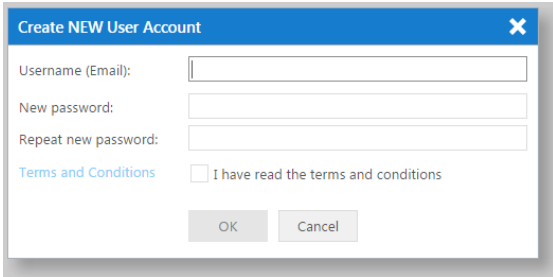 Create NEW User Account
Username (Email):
New password:
Repeat new password:
Terms and Conditions I have read the terms and conditions
OK Cancel